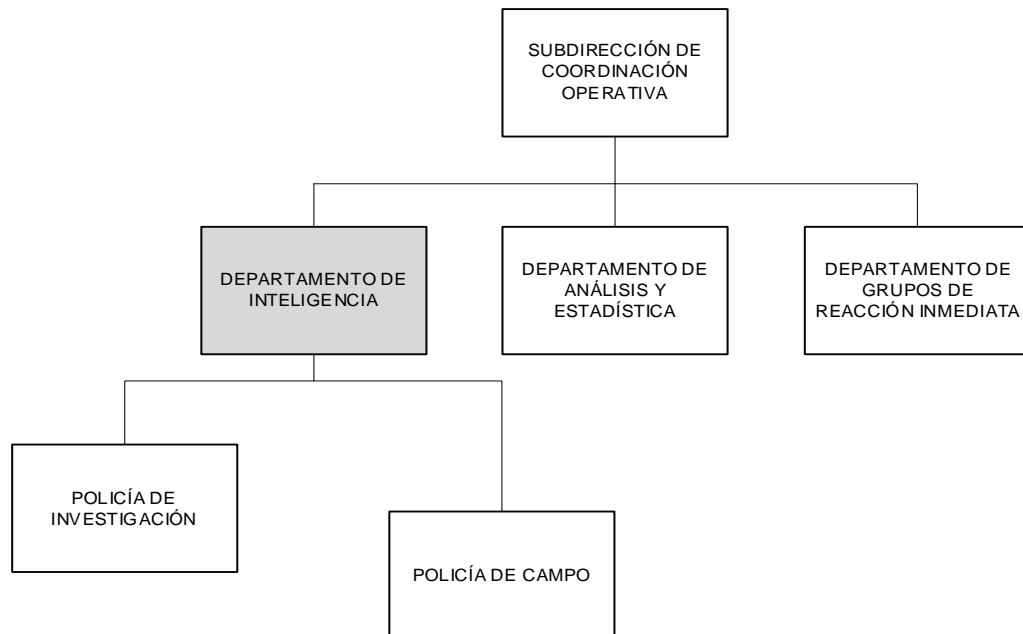 SUBDIRECCIÓN DE
COORDINACIÓN
OPERATIVA
DEPARTAMENTO DE
INTELIGENCIA
DEPARTAMENTO DE
ANÁLISIS Y
ESTADÍSTICA
DEPARTAMENTO DE
GRUPOS DE
REACCIÓN INMEDIATA
POLICÍA DE
INVESTIGACIÓN
POLICÍA DE CAMPO